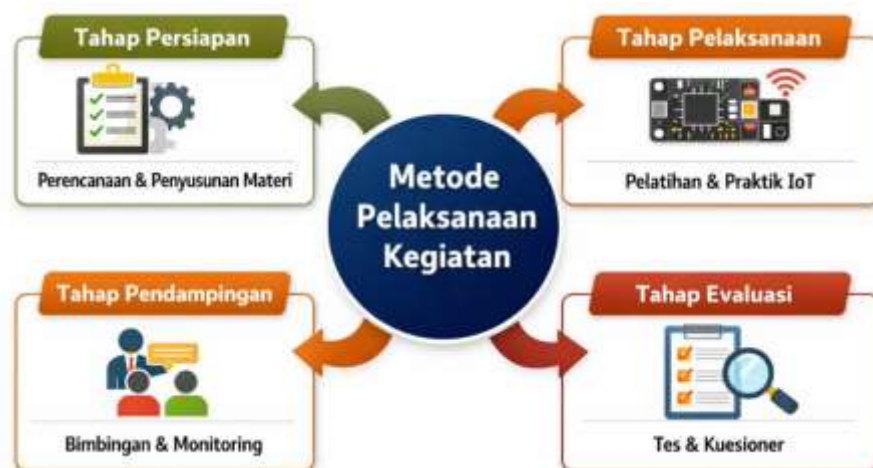 Tahap Persiapan
Perencanaan & Penyusunan Materi
Tahap Pelaksanaan
Pelatihan & Praktik IoT
Metode
Pelaksanaan
Kegiatan
Tahap Pendampingan
Bimbingan & Monitoring
Tahap Evaluasi
Tes & Kuesioner